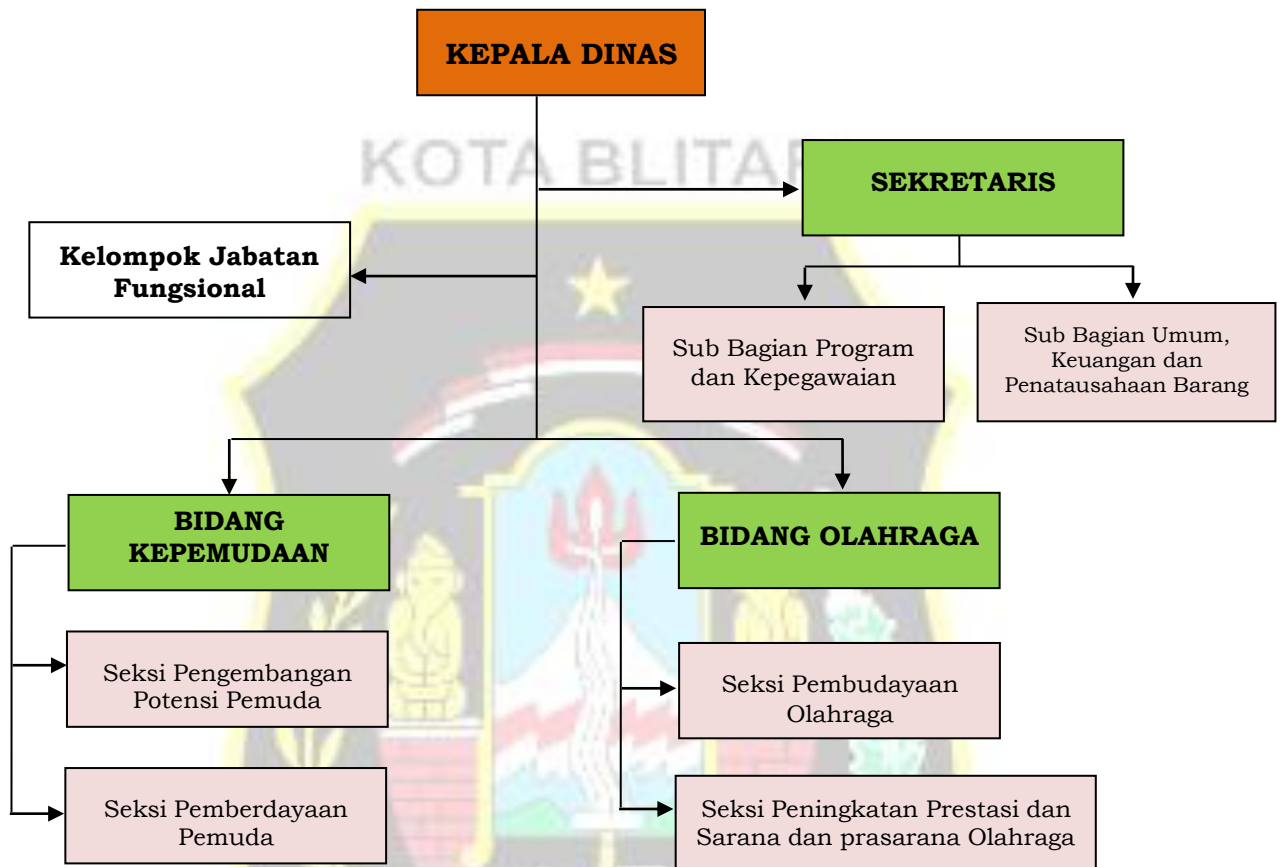 KEPALA DINAS
KOTA BLITA
SEKRETARIS
Kelompok Jabatan
Fungsional
Sub Bagian Program
dan Kepegawaian
Sub Bagian Umum,
Keuangan dan
Penatausahaan Barang
BIDANG
KEPEMUDAAN
BIDANG OLAHRAGA
Seksi Pengembangan
Potensi Pemuda
Seksi Pembudayaan
Olahraga
Seksi Pemberdayaan
Pemuda
Seksi Peningkatan Prestasi dan
Sarana dan prasarana Olahraga